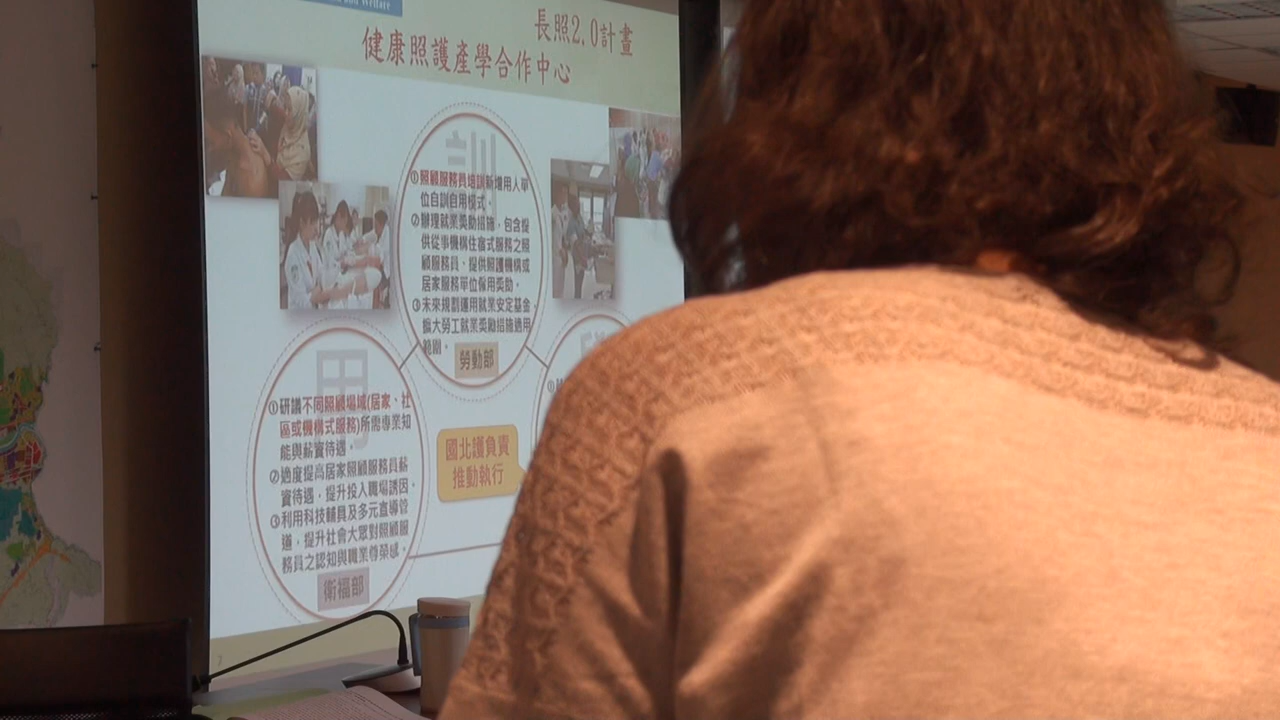 and Welfare
長照2.0計畫
健康照護產學合作中心
訓
①照顧服務員培訓新增用人單
位自訓自用模式。
②辦理就業獎勵措施，包含提
供從事機構住宿式服務之照
顧服務員、提供照護機構或
居家服務單位僱用獎勵。
③未來規劃運用就業安定基金，
擴大勞工就業獎勵措施適用
範圍。
勞動部
用
①研議不同照顧場域(居家、社
區或機構式服務)所需專業知
能與薪資待遇。
②適度提高居家照顧服務員薪
資待遇，提升投入職場誘因。
③利用科技輔具及多元宣導管
道，提升社會大眾對照顧服
務員之認知與職業尊榮感。
衛福部
國北護負責
推動執行
7